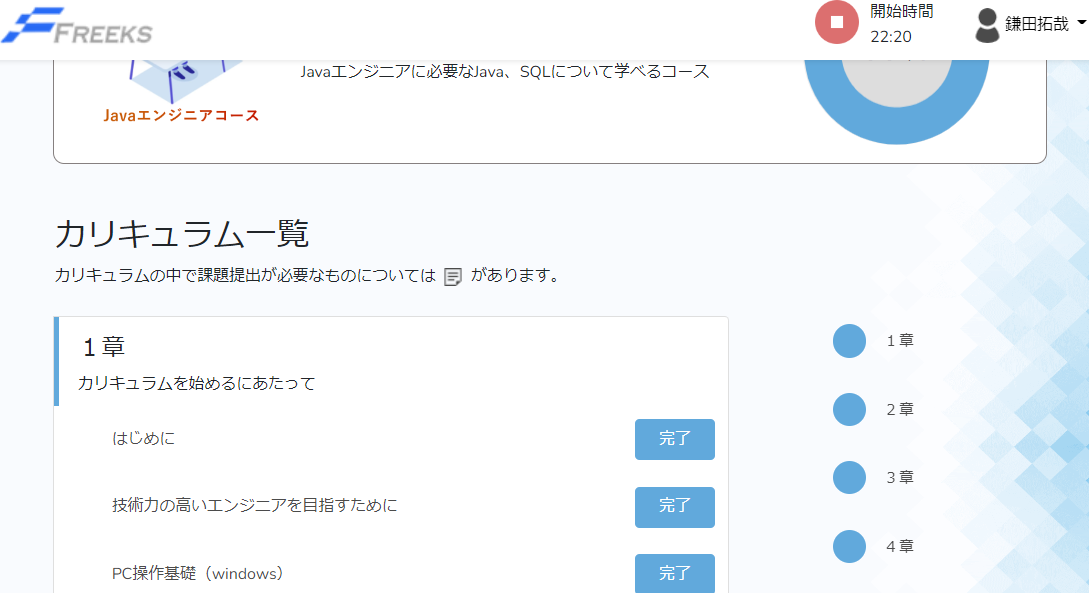 FREEKS
開始時間
22:20
鎌田拓哉
Javaエンジニアに必要なJava、SQLについて学べるコース
Javaエンジニアコース
カリキュラム一覧
カリキュラムの中で課題提出が必要なものについては があります。
1 章
カリキュラムを始めるにあたって
はじめに
完了
技術力の高いエンジニアを目指すために
完了
PC操作基礎（windows）
完了
1 章
2 章
3 章
4 章